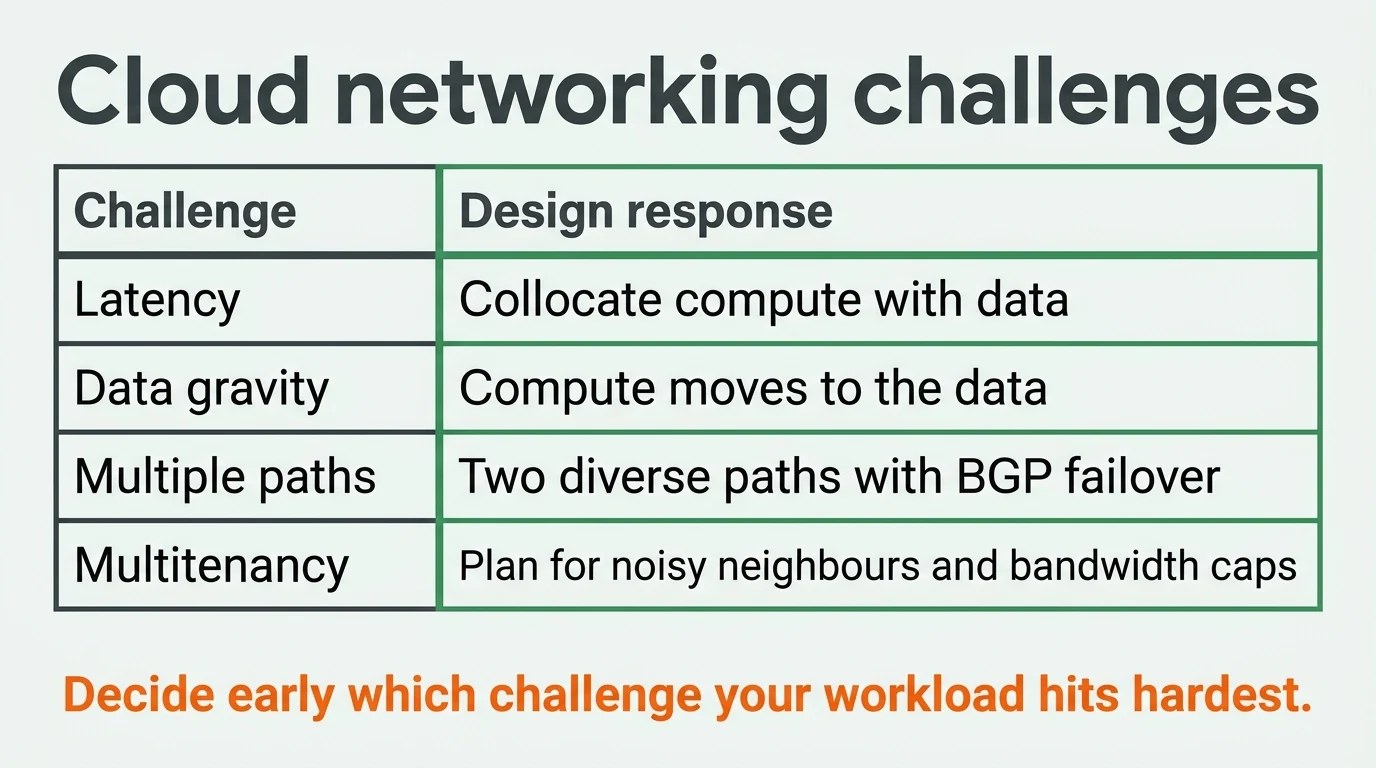 Cloud networking challenges
Challenge Design response
Latency Collocate compute with data
Data gravity Compute moves to the data
Multiple paths Two diverse paths with BGP failover
Multitenancy Plan for noisy neighbours and bandwidth caps
Decide early which challenge your workload hits hardest.